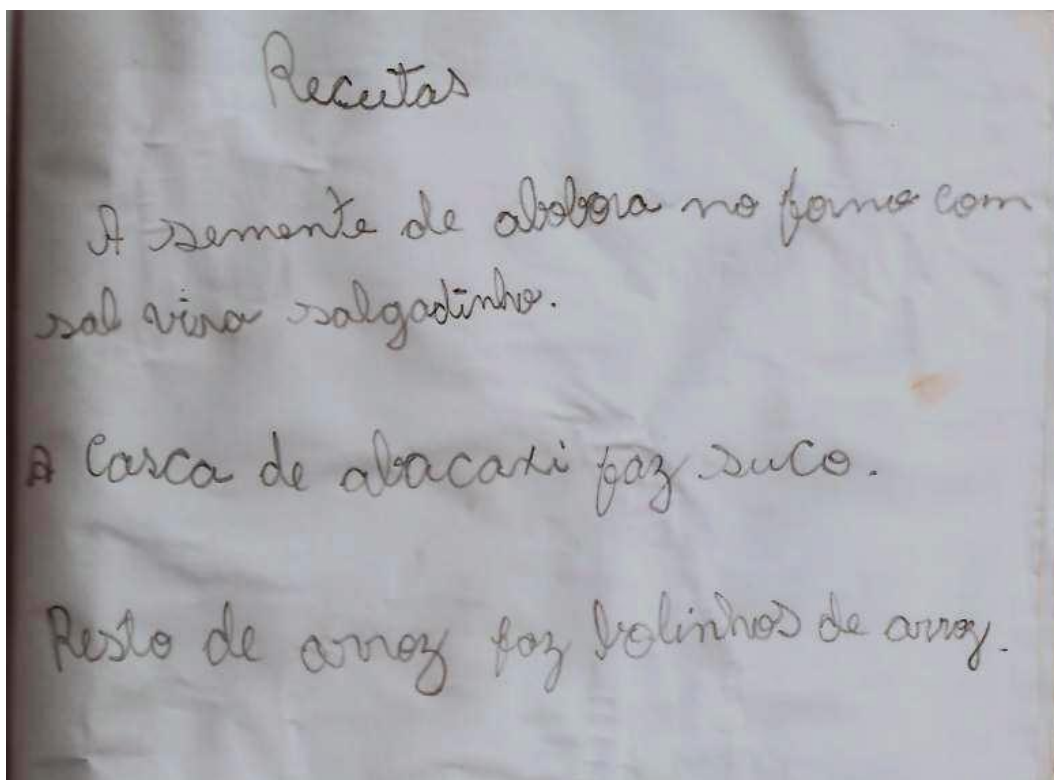 Receitas
A semente de abobora no forno com
sal vira salgadinho.
A Casca de abacaxi faz suco.
Resto de arroz faz bolinhos de arroz.